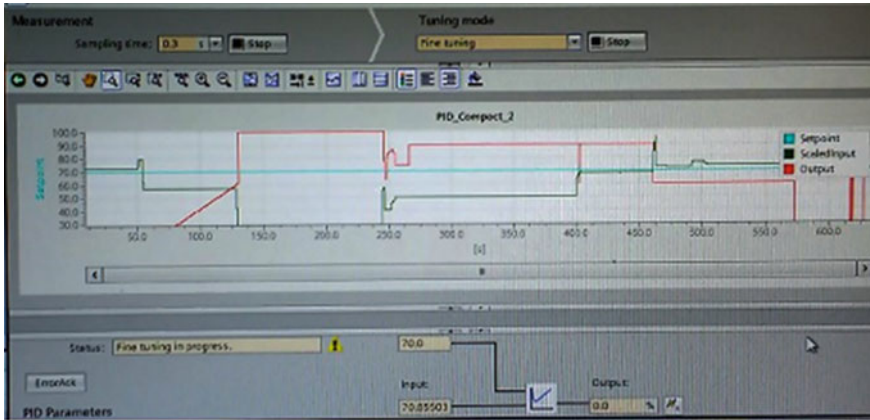 Measurement
Tuning mode
Sampling time: 0.3 s Stop
Fine tuning Stop
PID_Compact_2
Setpoint
100.0
90.0
80.0
70.0
60.0
50.0
40.0
30.0
Setpoint
ScaledInput
Output
50.0 100.0 150.0 200.0 250.0 300.0 350.0 400.0 450.0 500.0 550.0 600.0
[s]
Status: Fine tuning in progress. 70.0
ErrorAck
Input: Output:
70.85503 0.0 %
PID Parameters